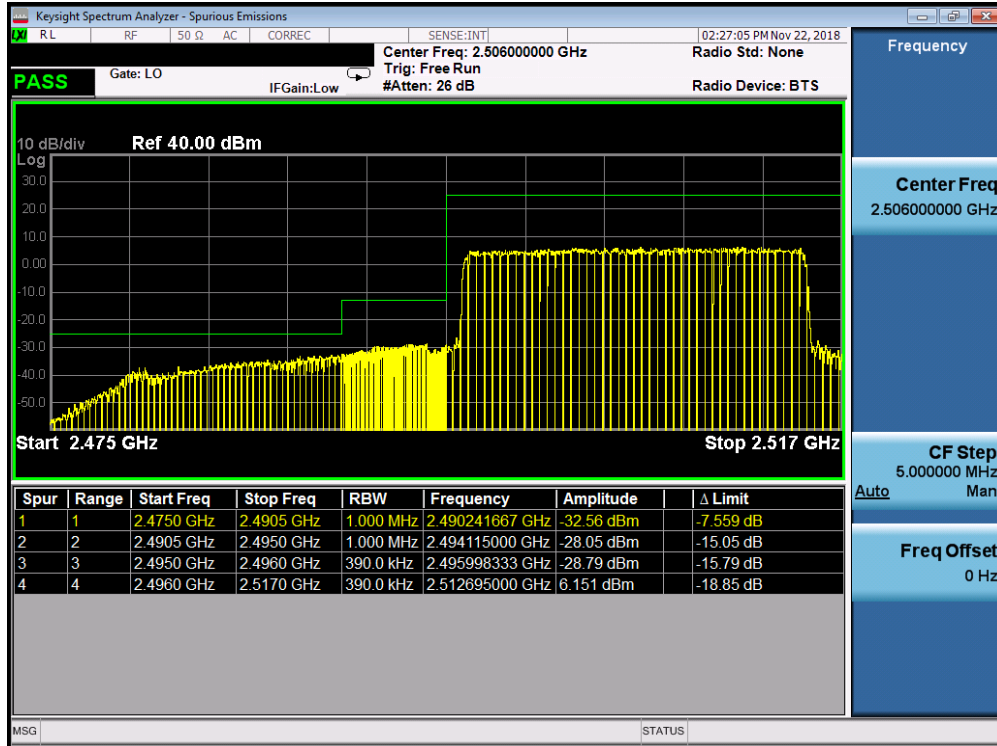 Keysight Spectrum Analyzer - Spurious Emissions
LXI RL RF 50 Ω AC CORREC SENSE:INT 02:27:05 PM Nov 22, 2018
Center Freq: 2.506000000 GHz Radio Std: None
PASS Gate: LO Trig: Free Run
IFGain:Low #Atten: 26 dB Radio Device: BTS
10 dB/div Ref 40.00 dBm
Log
30.0
20.0
10.0
0.00
-10.0
-20.0
-30.0
-40.0
-50.0
Start 2.475 GHz Stop 2.517 GHz
Spur Range Start Freq Stop Freq RBW Frequency Amplitude Δ Limit
1 1 2.4750 GHz 2.4905 GHz 1.000 MHz 2.490241667 GHz -32.56 dBm -7.559 dB
2 2 2.4905 GHz 2.4950 GHz 1.000 MHz 2.494115000 GHz -28.05 dBm -15.05 dB
3 3 2.4950 GHz 2.4960 GHz 390.0 kHz 2.495998333 GHz -28.79 dBm -15.79 dB
4 4 2.4960 GHz 2.5170 GHz 390.0 kHz 2.512695000 GHz 6.151 dBm -18.85 dB
MSG STATUS
Frequency
Center Freq
2.506000000 GHz
CF Step
5.000000 MHz
Auto Man
Freq Offset
0 Hz